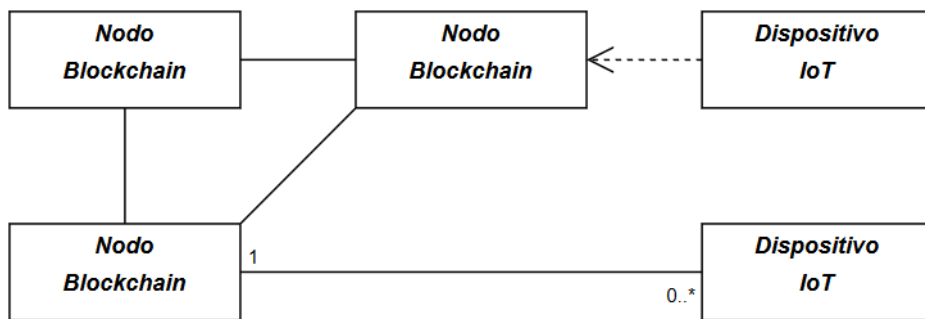 Nodo
Blockchain
Nodo
Blockchain
Dispositivo
IoT
Nodo
Blockchain
1
0..*
Dispositivo
IoT